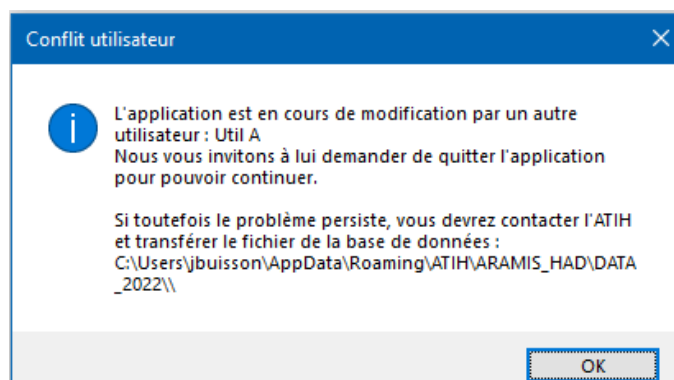 Conflit utilisateur
L'application est en cours de modification par un autre
utilisateur : Util A
Nous vous invitons à lui demander de quitter l'application
pour pouvoir continuer.
Si toutefois le problème persiste, vous devrez contacter l'ATIH
et transférer le fichier de la base de données :
C:\Users\jbuisson\AppData\Roaming\ATIH\ARAMIS_HAD\DATA
_2022\\
OK